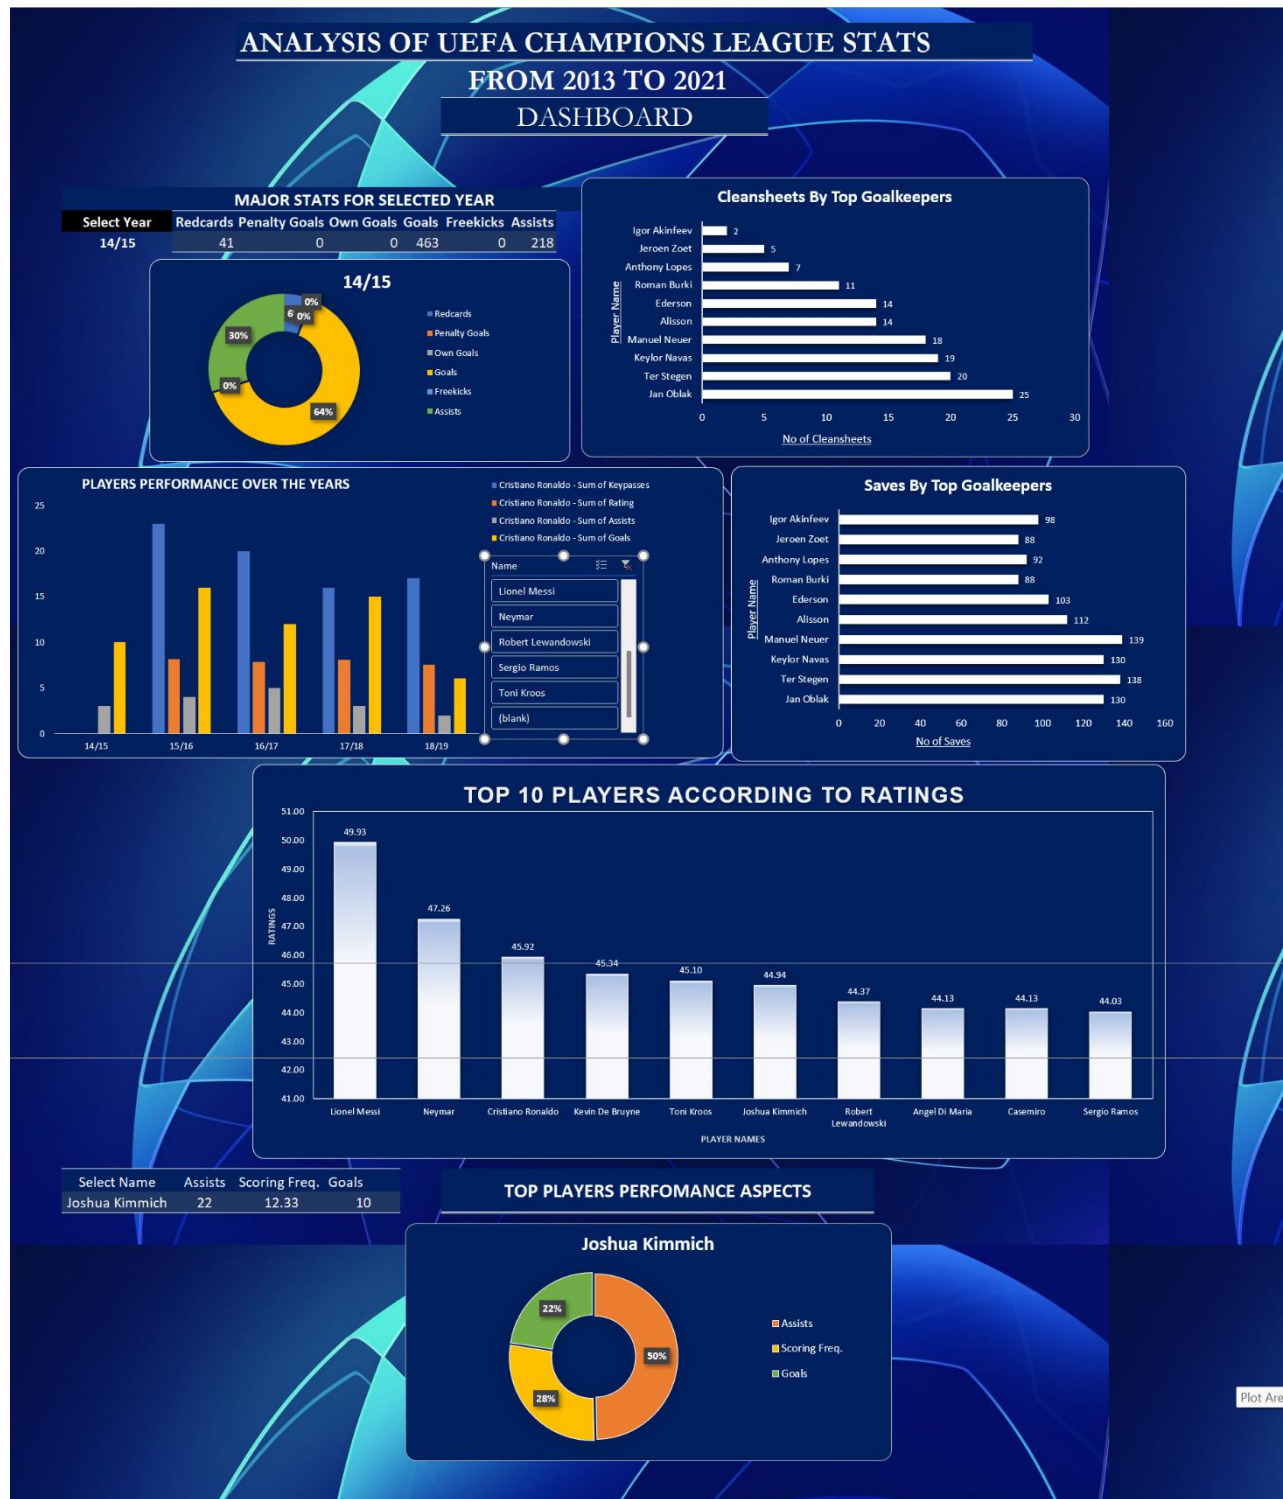 ANALYSIS OF UEFA CHAMPIONS LEAGUE STATS
FROM 2013 TO 2021
DASHBOARD
MAJOR STATS FOR SELECTED YEAR
Select Year Redcards Penalty Goals Own Goals Goals Freekicks Assists
14/15 41 0 0 463 0 218
14/15
0%
6 0%
30%
0%
64%
Redcards
Penalty Goals
Own Goals
Goals
Freekicks
Assists
Cleansheets By Top Goalkeepers
Player Name
Igor Akinfeev 2
Jeroen Zoet 5
Anthony Lopes 7
Roman Burki 11
Ederson 14
Alisson 14
Manuel Neuer 18
Keylor Navas 19
Ter Stegen 20
Jan Oblak 25
0 5 10 15 20 25 30
No of Cleansheets
PLAYERS PERFORMANCE OVER THE YEARS
25
20
15
10
5
0
14/15 15/16 16/17 17/18 18/19
Cristiano Ronaldo - Sum of Keypasses
Cristiano Ronaldo - Sum of Rating
Cristiano Ronaldo - Sum of Assists
Cristiano Ronaldo - Sum of Goals
Name
Lionel Messi
Neymar
Robert Lewandowski
Sergio Ramos
Toni Kroos
(blank)
Saves By Top Goalkeepers
Player Name
Igor Akinfeev 98
Jeroen Zoet 88
Anthony Lopes 92
Roman Burki 88
Ederson 103
Alisson 112
Manuel Neuer 139
Keylor Navas 130
Ter Stegen 138
Jan Oblak 130
0 20 40 60 80 100 120 140 160
No of Saves
TOP 10 PLAYERS ACCORDING TO RATINGS
RATINGS
51.00
50.00
49.00
48.00
47.00
46.00
45.00
44.00
43.00
42.00
41.00
49.93 47.26 45.92 45.34 45.10 44.94 44.37 44.13 44.13 44.03
Lionel Messi Neymar Cristiano Ronaldo Kevin De Bruyne Toni Kroos Joshua Kimmich Robert Lewandowski Angel Di Maria Casemiro Sergio Ramos
PLAYER NAMES
Select Name Assists Scoring Freq. Goals
Joshua Kimmich 22 12.33 10
TOP PLAYERS PERFOMANCE ASPECTS
Joshua Kimmich
22%
50%
28%
Assists
Scoring Freq.
Goals
Plot Are